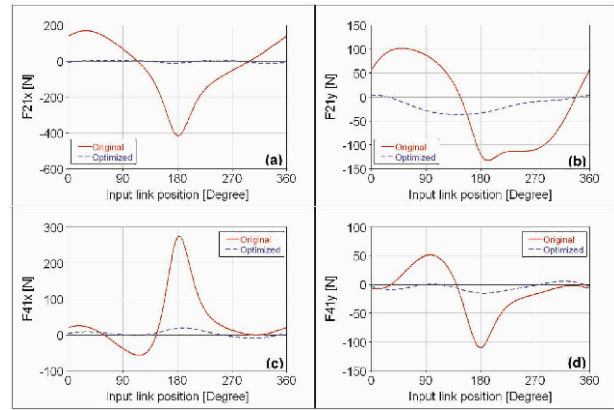 200
0
-200
-400
-600
F21x [N]
Original
Optimized
(a)
0 90 180 270 360
Input link position [Degree]
150
100
50
0
-50
-100
-150
F21y [N]
Original
Optimized
(b)
0 90 180 270 360
Input link position [Degree]
300
200
100
0
-100
F41x [N]
Original
Optimized
(c)
0 90 180 270 360
Input link position [Degree]
100
50
0
-50
-100
-150
F41y [N]
Original
Optimized
(d)
0 90 180 270 360
Input link position [Degree]